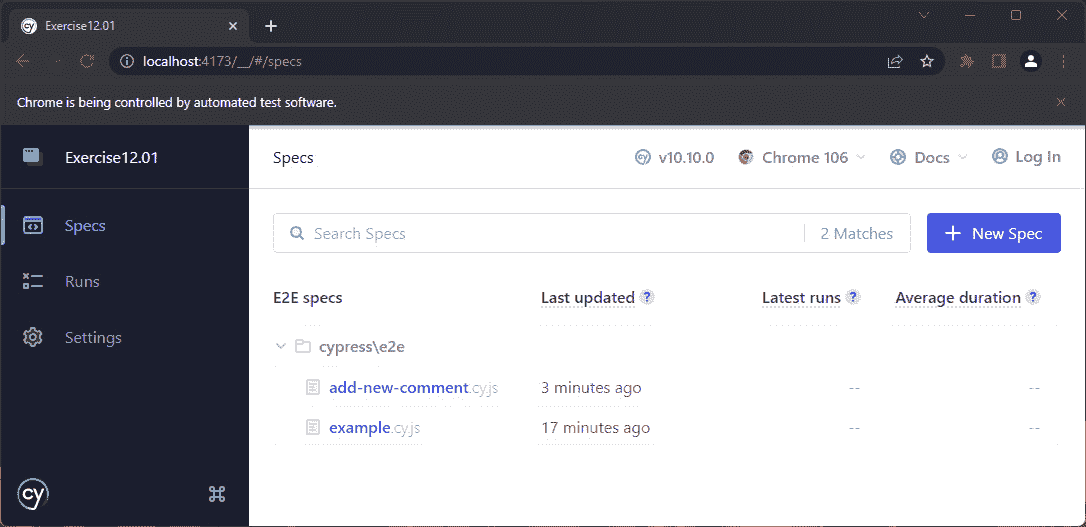 Exercise12.01
localhost:4173/__/#/specs
Chrome is being controlled by automated test software.
Exercise12.01
Specs
v10.10.0
Chrome 106
Docs
Log In
Specs
Runs
Settings
Search Specs
2 Matches
New Spec
E2E specs
Last updated ?
Latest runs ?
Average duration ?
cypress\e2e
add-new-comment.cy.js
3 minutes ago
--
--
example.cy.js
17 minutes ago
--
--
cy